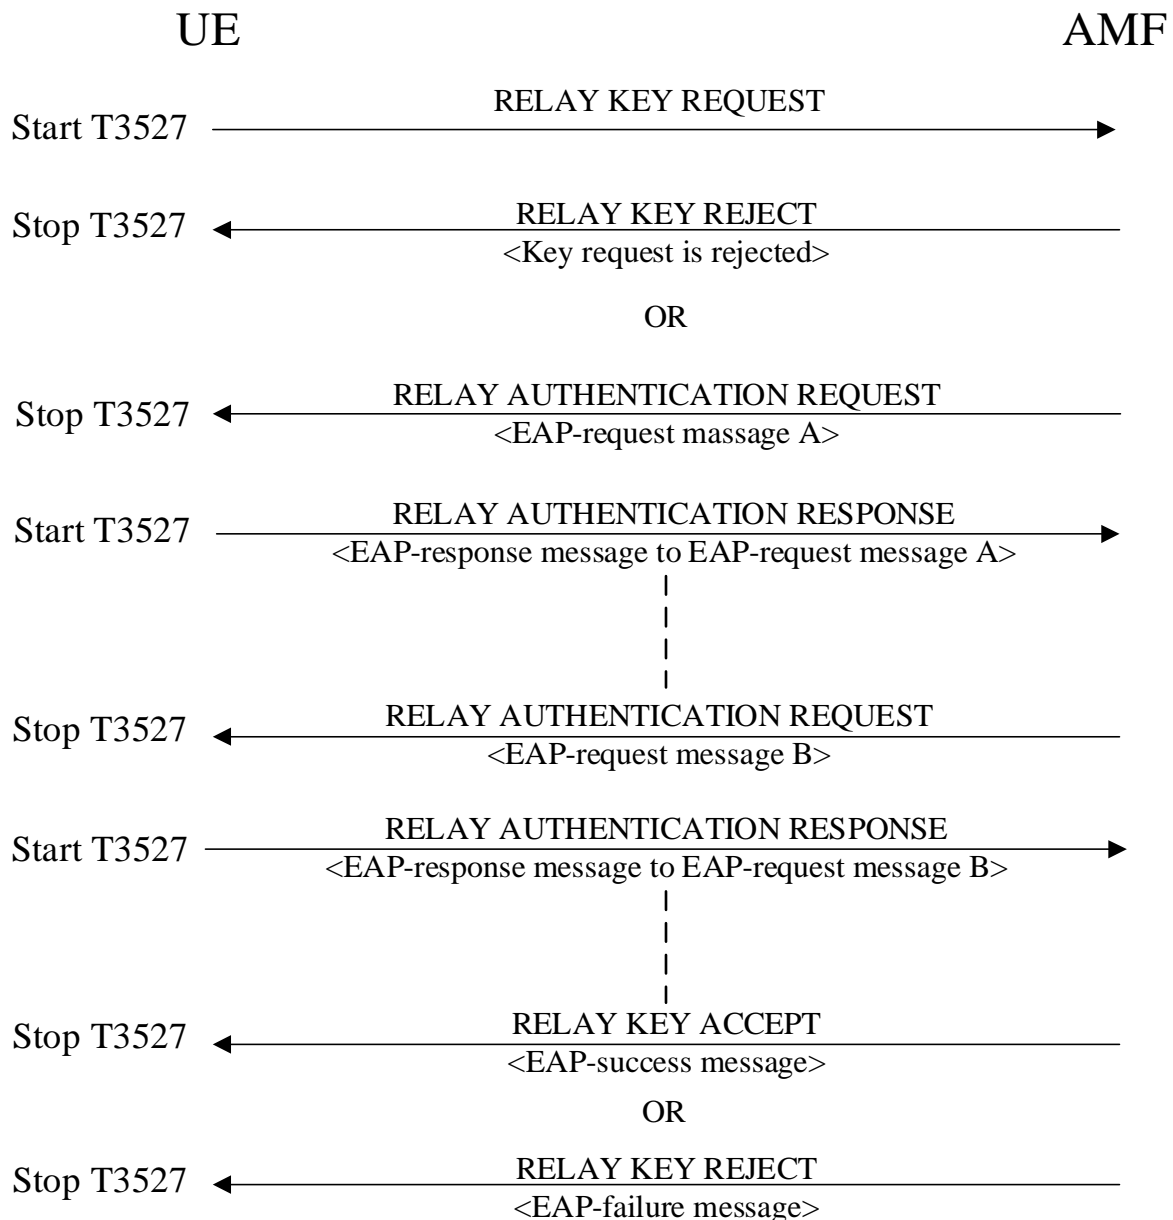 UE AMF
RELAY KEY REQUEST
Start T3527
RELAY KEY REJECT
Stop T3527
<Key request is rejected>
OR
RELAY AUTHENTICATION REQUEST
Stop T3527
<EAP-request massage A>
RELAY AUTHENTICATION RESPONSE
Start T3527
<EAP-response message to EAP-request message A>
RELAY AUTHENTICATION REQUEST
Stop T3527
<EAP-request message B>
RELAY AUTHENTICATION RESPONSE
Start T3527
<EAP-response message to EAP-request message B>
RELAY KEY ACCEPT
Stop T3527
<EAP-success message>
OR
RELAY KEY REJECT
Stop T3527
<EAP-failure message>